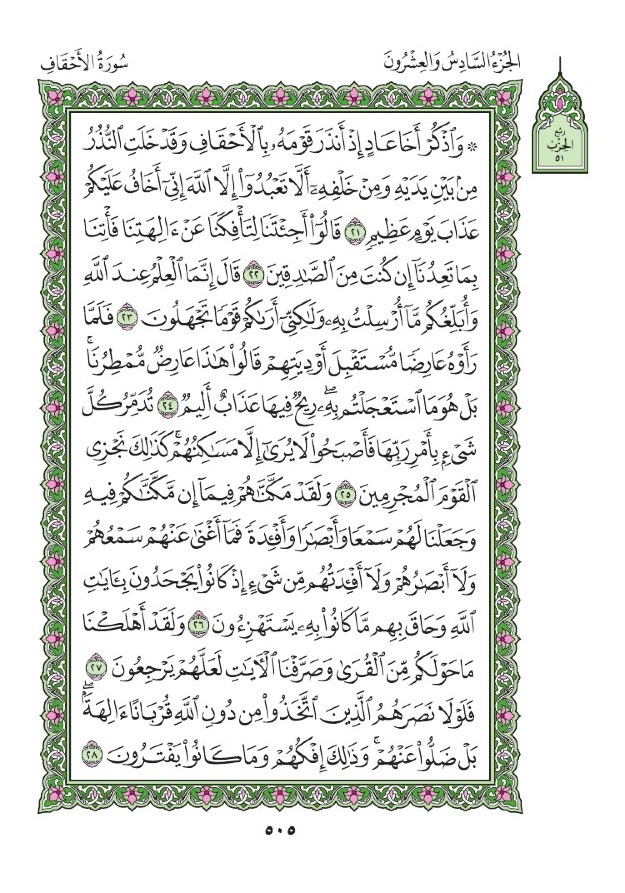 الجُزْءُ السَّادِسُ وَالعِشْرُونَ
سُورَةُ الأَحْقَافِ
ربع
الحزب
٥١
۞ وَٱذۡكُرۡ أَخَا عَادٍ إِذۡ أَنذَرَ قَوۡمَهُۥ بِٱلۡأَحۡقَافِ وَقَدۡ خَلَتِ ٱلنُّذُرُ
مِنۢ بَيۡنِ يَدَيۡهِ وَمِنۡ خَلۡفِهِۦٓ أَلَّا تَعۡبُدُوٓاْ إِلَّا ٱللَّهَ إِنِّيٓ أَخَافُ عَلَيۡكُمۡ
عَذَابَ يَوۡمٍ عَظِيمٖ ٢١ قَالُوٓاْ أَجِئۡتَنَا لِتَأۡفِكَنَا عَنۡ ءَالِهَتِنَا فَأۡتِنَا
بِمَا تَعِدُنَآ إِن كُنتَ مِنَ ٱلصَّٰدِقِينَ ٢٢ قَالَ إِنَّمَا ٱلۡعِلۡمُ عِندَ ٱللَّهِ
وَأُبَلِّغُكُم مَّآ أُرۡسِلۡتُ بِهِۦ وَلَٰكِنِّيٓ أَرَىٰكُمۡ قَوۡمٗا تَجۡهَلُونَ ٢٣ فَلَمَّا
رَأَوۡهُ عَارِضٗا مُّسۡتَقۡبِلَ أَوۡدِيَتِهِمۡ قَالُواْ هَٰذَا عَارِضٞ مُّمۡطِرُنَاۚ
بَلۡ هُوَ مَا ٱسۡتَعۡجَلۡتُم بِهِۦۖ رِيحٞ فِيهَا عَذَابٌ أَلِيمٞ ٢٤ تُدَمِّرُ كُلَّ
شَيۡءِۭ بِأَمۡرِ رَبِّهَا فَأَصۡبَحُواْ لَا يُرَىٰٓ إِلَّا مَسَٰكِنُهُمۡۚ كَذَٰلِكَ نَجۡزِي
ٱلۡقَوۡمَ ٱلۡمُجۡرِمِينَ ٢٥ وَلَقَدۡ مَكَّنَّٰهُمۡ فِيمَآ إِن مَّكَّنَّٰكُمۡ فِيهِ
وَجَعَلۡنَا لَهُمۡ سَمۡعٗا وَأَبۡصَٰرٗا وَأَفۡـِٔدَةٗ فَمَآ أَغۡنَىٰ عَنۡهُمۡ سَمۡعُهُمۡ
وَلَآ أَبۡصَٰرُهُمۡ وَلَآ أَفۡـِٔدَتُهُم مِّن شَيۡءٍ إِذۡ كَانُواْ يَجۡحَدُونَ بِـَٔايَٰتِ
ٱللَّهِ وَحَاقَ بِهِم مَّا كَانُواْ بِهِۦ يَسۡتَهۡزِءُونَ ٢٦ وَلَقَدۡ أَهۡلَكۡنَا
مَا حَوۡلَكُم مِّنَ ٱلۡقُرَىٰ وَصَرَّفۡنَا ٱلۡأٓيَٰتِ لَعَلَّهُمۡ يَرۡجِعُونَ ٢٧
فَلَوۡلَا نَصَرَهُمُ ٱلَّذِينَ ٱتَّخَذُواْ مِن دُونِ ٱللَّهِ قُرۡبَانًا ءَالِهَةَۢۖ
بَلۡ ضَلُّواْ عَنۡهُمۡۚ وَذَٰلِكَ إِفۡكُهُمۡ وَمَا كَانُواْ يَفۡتَرُونَ ٢٨
٥٠٥